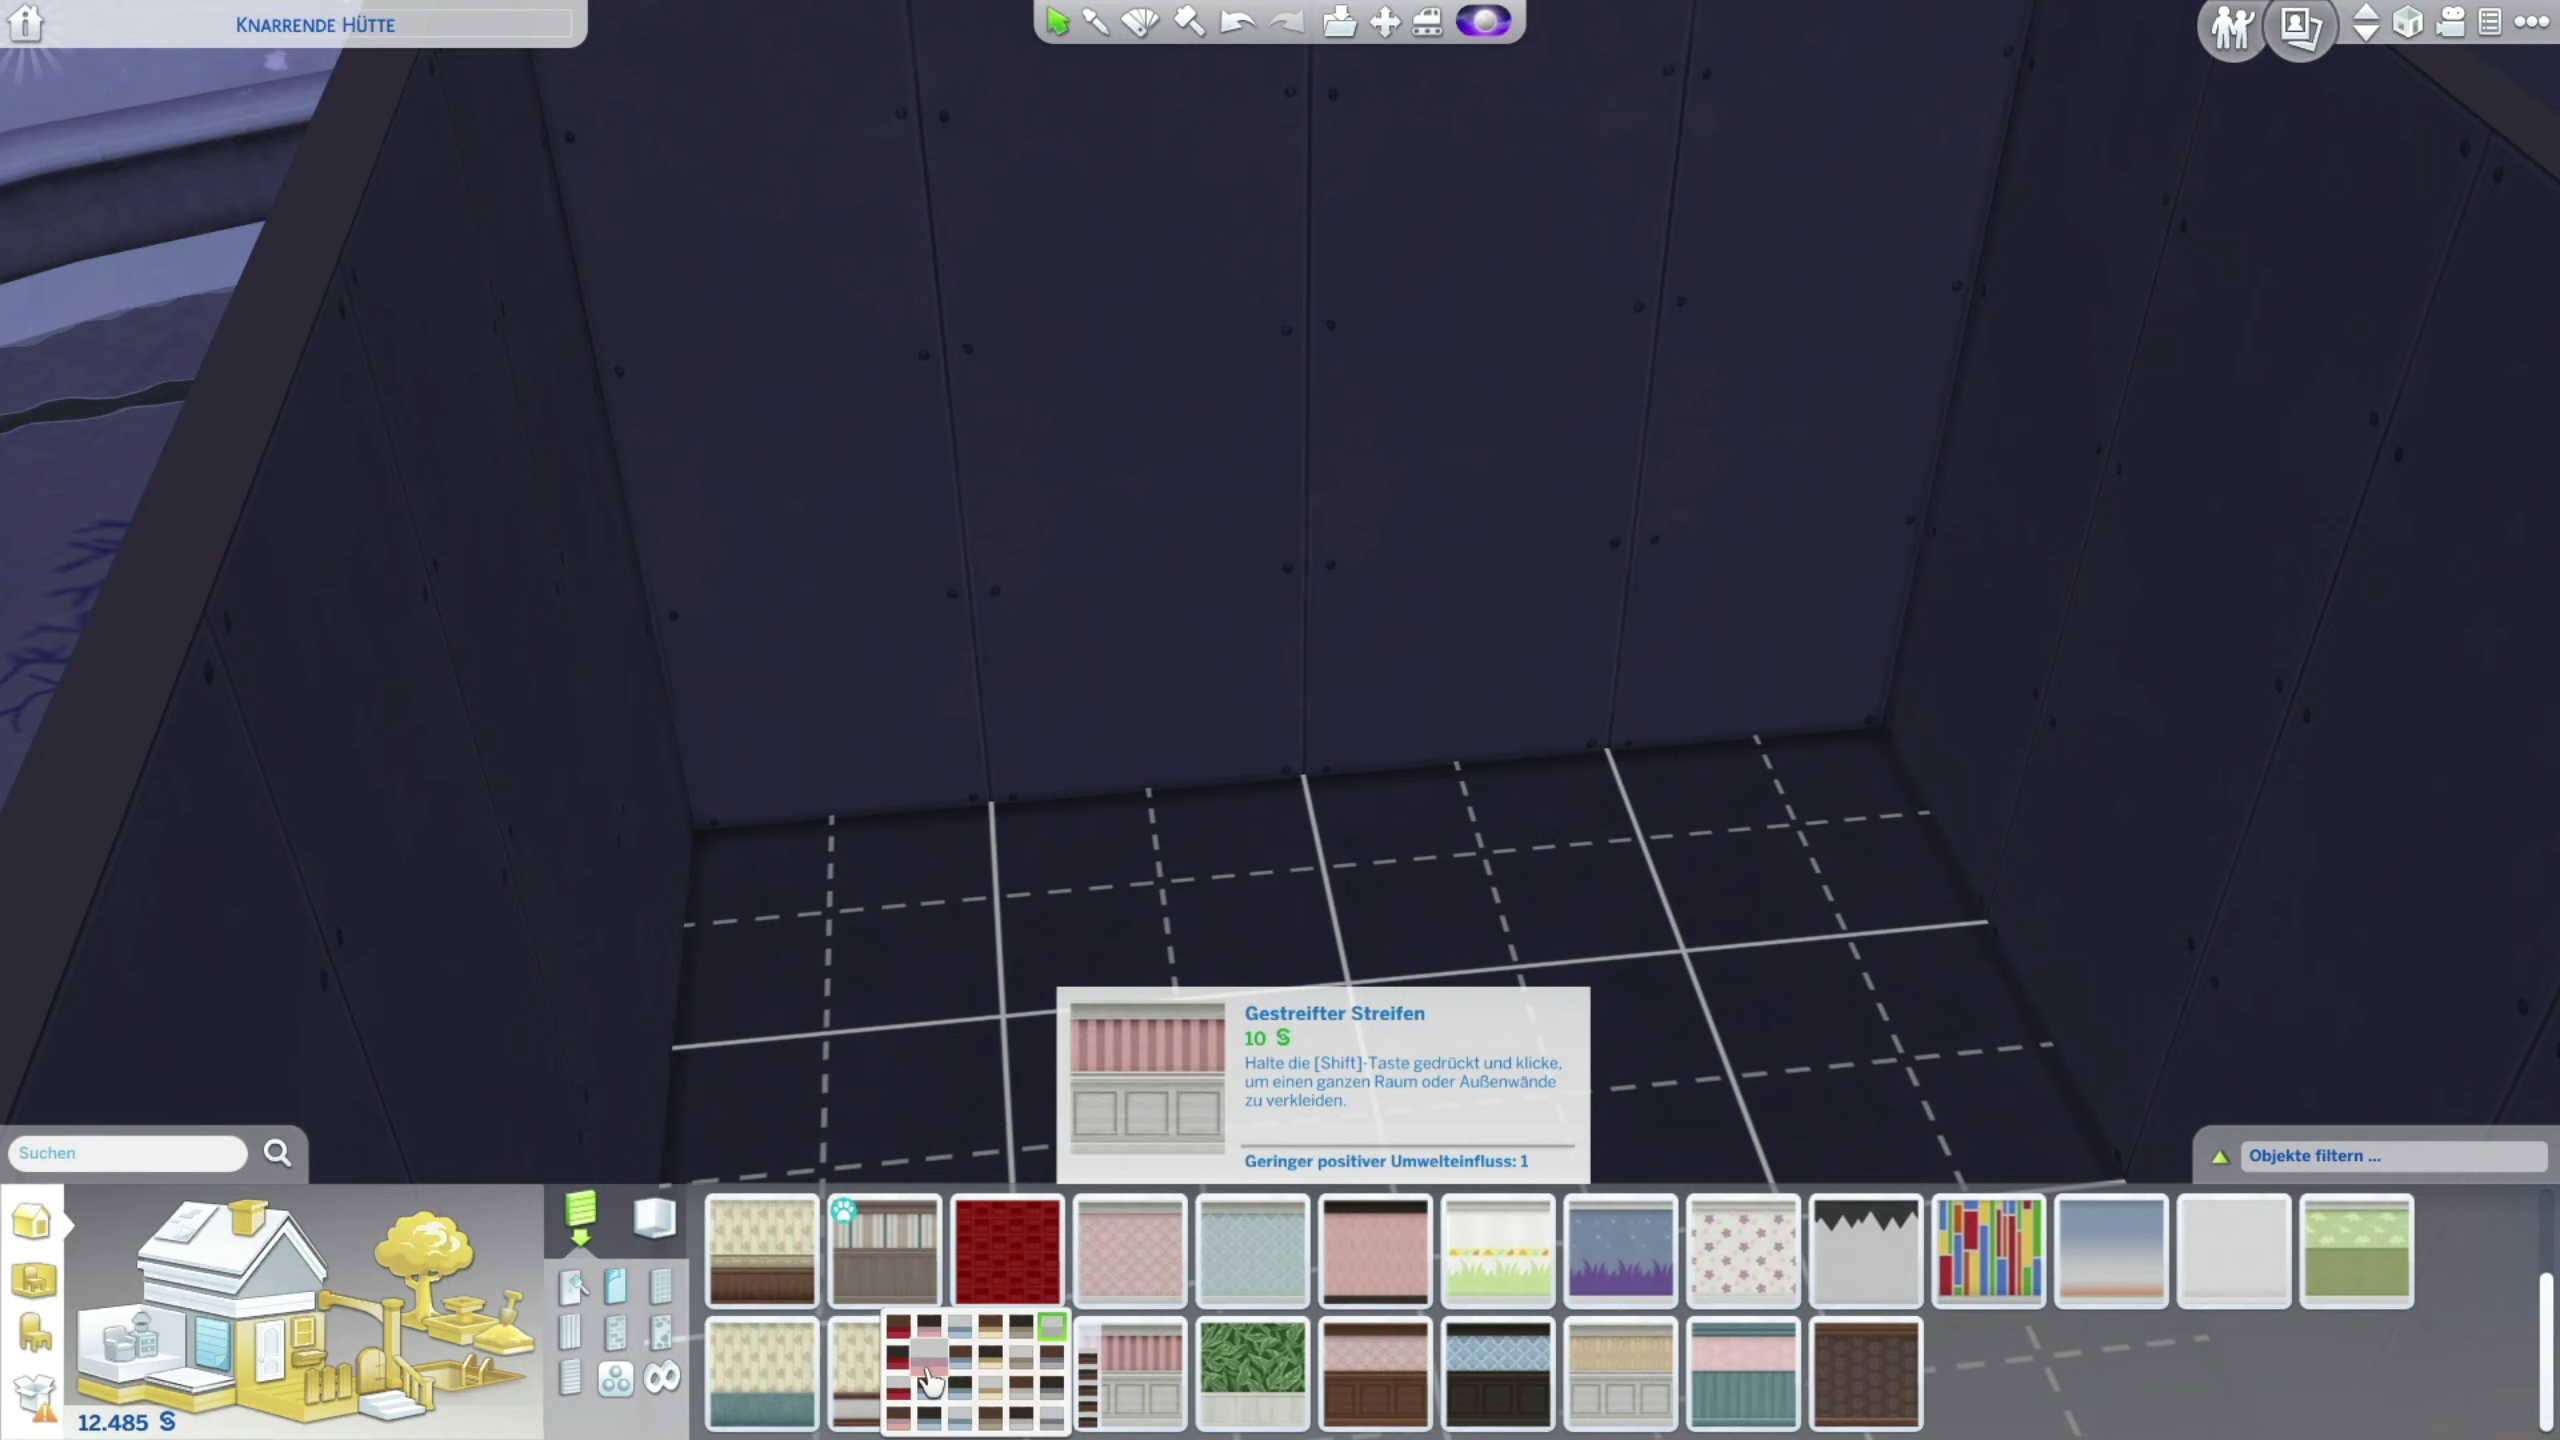 KNARRENDE HÜTTE
Gestreifter Streifen
10 §
Halte die [Shift]-Taste gedrückt und klicke,
um einen ganzen Raum oder Außenwände
zu verkleiden.
Geringer positiver Umwelteinfluss: 1
Suchen
Objekte filtern ...
12.485 §